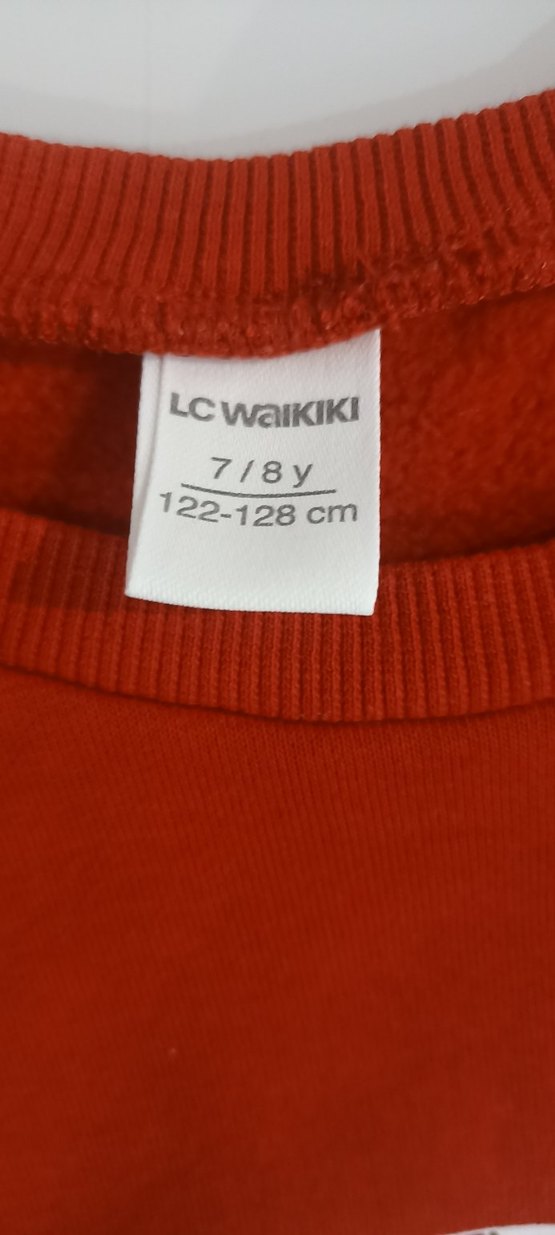 LC WAIKIKI
7 / 8 y
122-128 cm